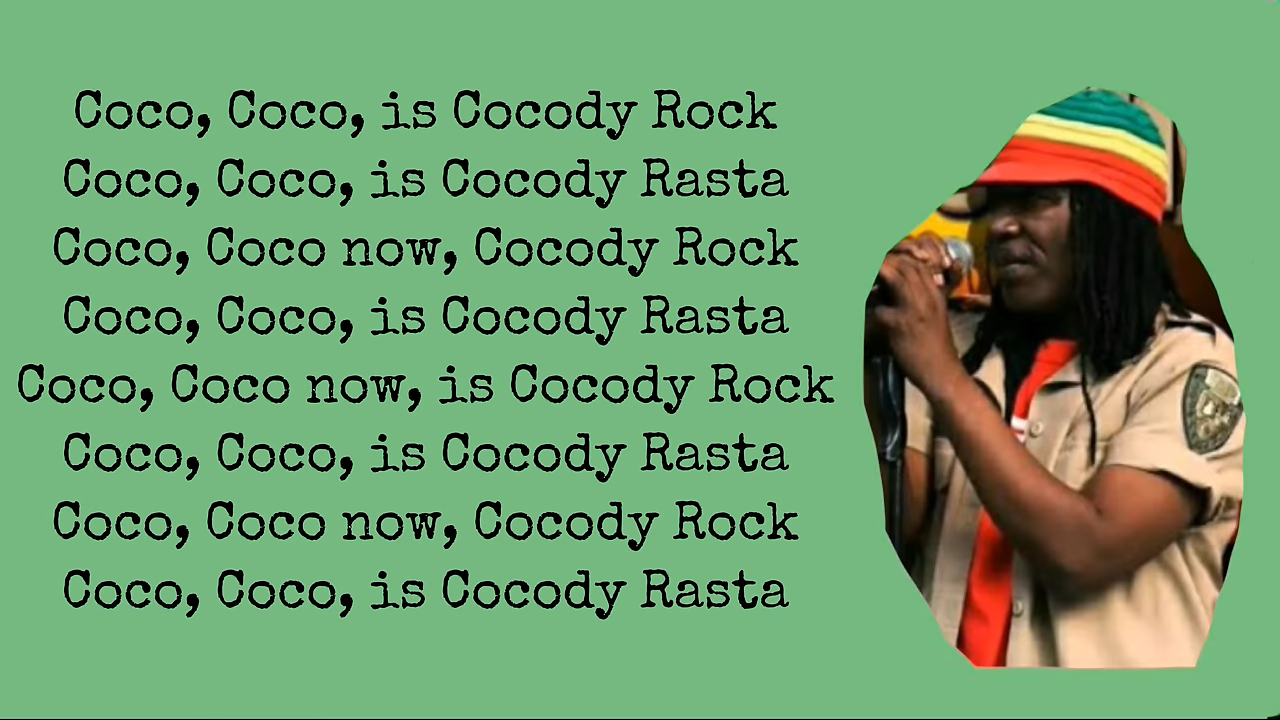 Coco, Coco, is Cocody Rock
Coco, Coco, is Cocody Rasta
Coco, Coco now, Cocody Rock
Coco, Coco, is Cocody Rasta
Coco, Coco now, is Cocody Rock
Coco, Coco, is Cocody Rasta
Coco, Coco now, Cocody Rock
Coco, Coco, is Cocody Rasta